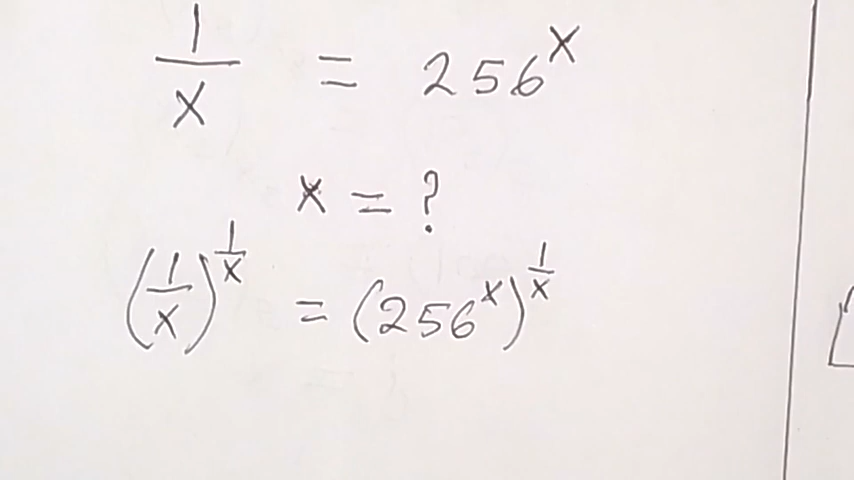 1/x = 256^x
x = ?
(1/x)^(1/x) = (256^x)^(1/x)